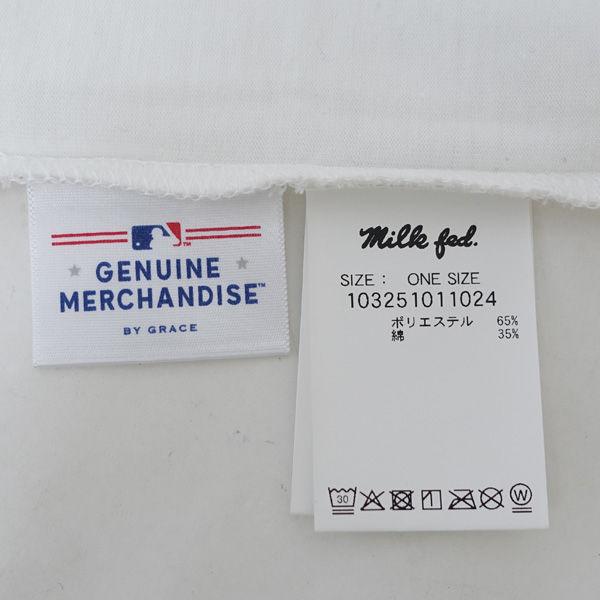 GENUINE
MERCHANDISE™
BY GRACE
Milk fed.
SIZE : ONE SIZE
103251011024
ポリエステル 65%
綿 35%
30
W